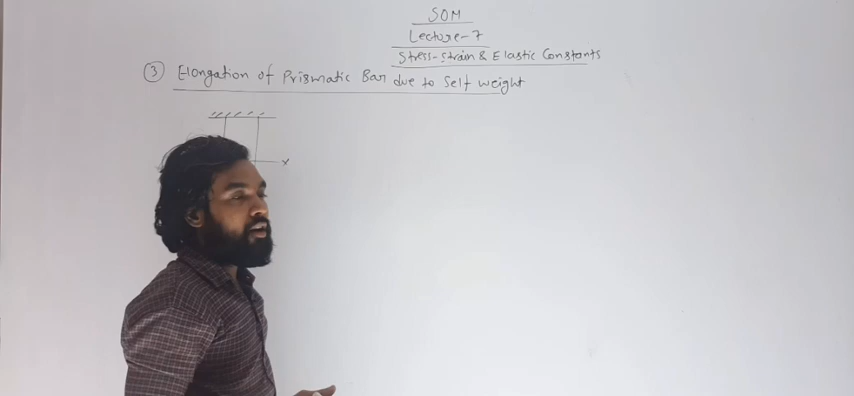 SOM
Lecture-7
Stress-strain & Elastic Constants
③ Elongation of Prismatic Bar due to Self weight
x